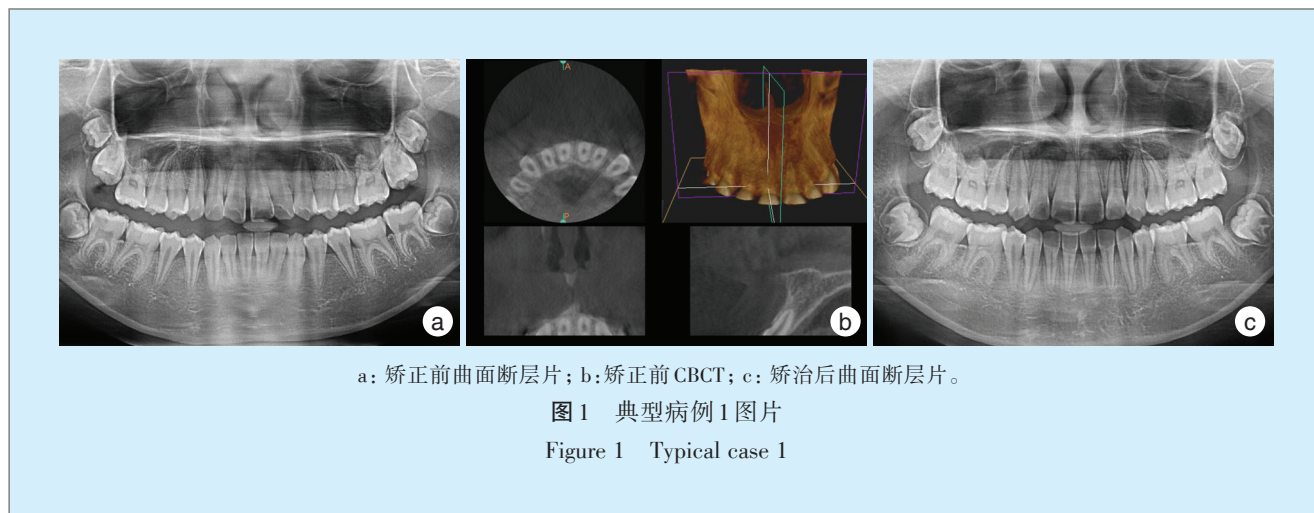 1A
P
a
b
c
a: 矫正前曲面断层片; b:矫正前CBCT; c: 矫治后曲面断层片。
图1 典型病例1图片
Figure 1 Typical case 1